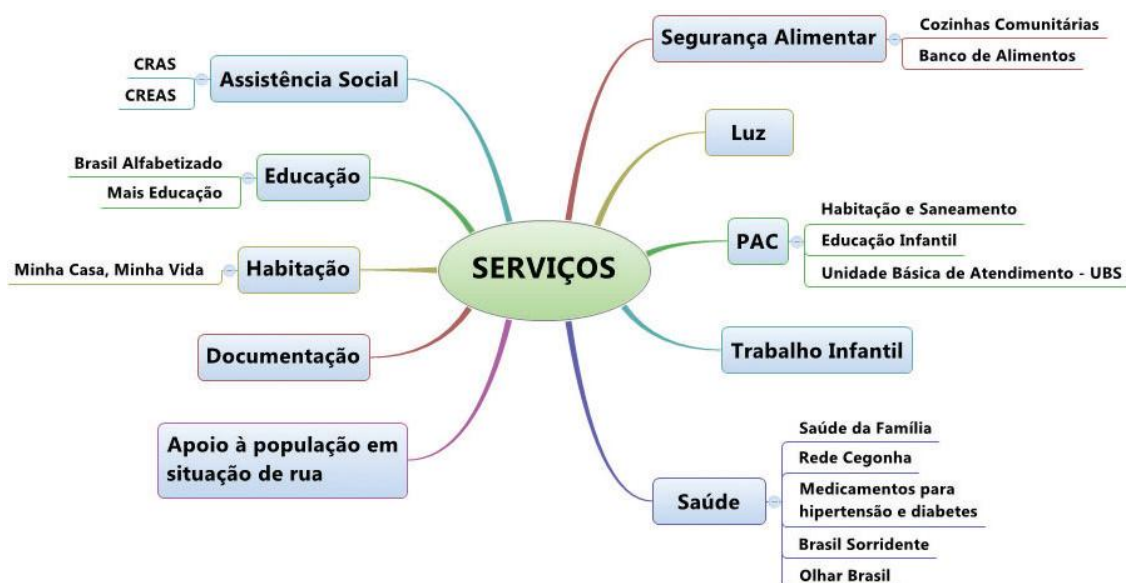 SERVIÇOS
Assistência Social
CRAS
CREAS
Educação
Brasil Alfabetizado
Mais Educação
Habitação
Minha Casa, Minha Vida
Documentação
Apoio à população em
situação de rua
Segurança Alimentar
Cozinhas Comunitárias
Banco de Alimentos
Luz
PAC
Habitação e Saneamento
Educação Infantil
Unidade Básica de Atendimento - UBS
Trabalho Infantil
Saúde
Saúde da Família
Rede Cegonha
Medicamentos para
hipertensão e diabetes
Brasil Sorridente
Olhar Brasil